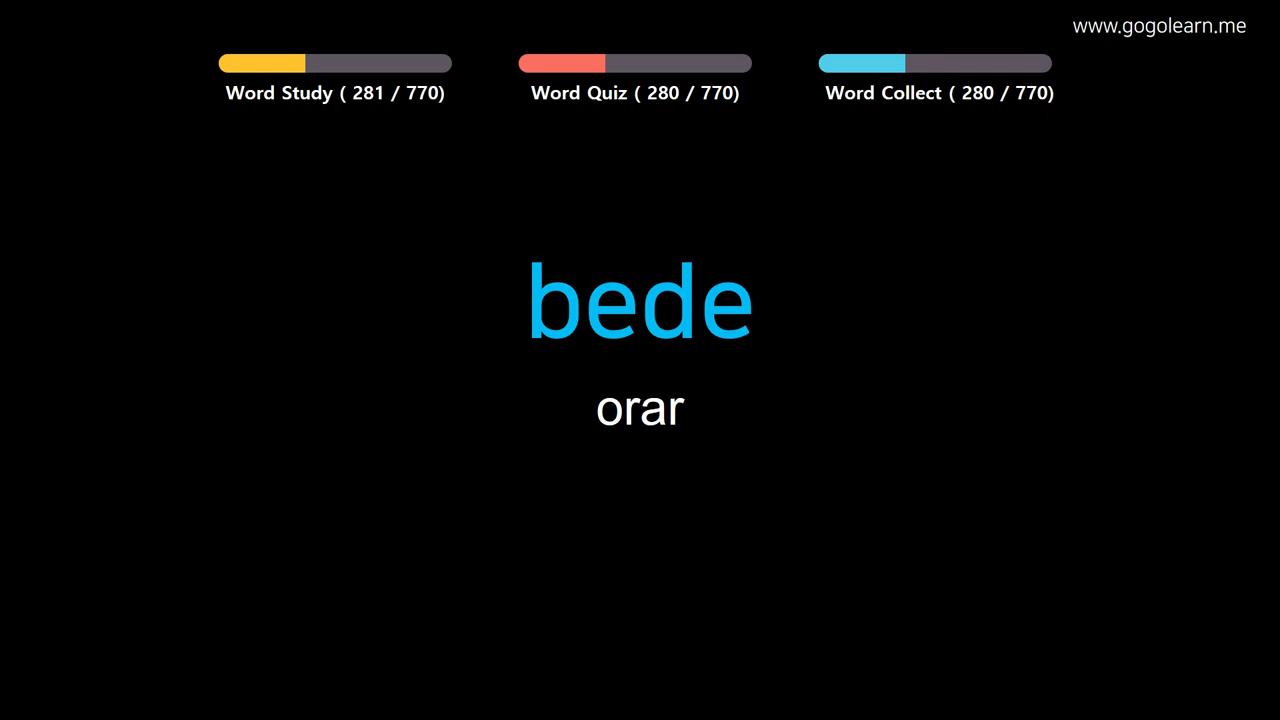 www.gogolearn.me
Word Study ( 281 / 770)
Word Quiz ( 280 / 770)
Word Collect ( 280 / 770)
bede
orar